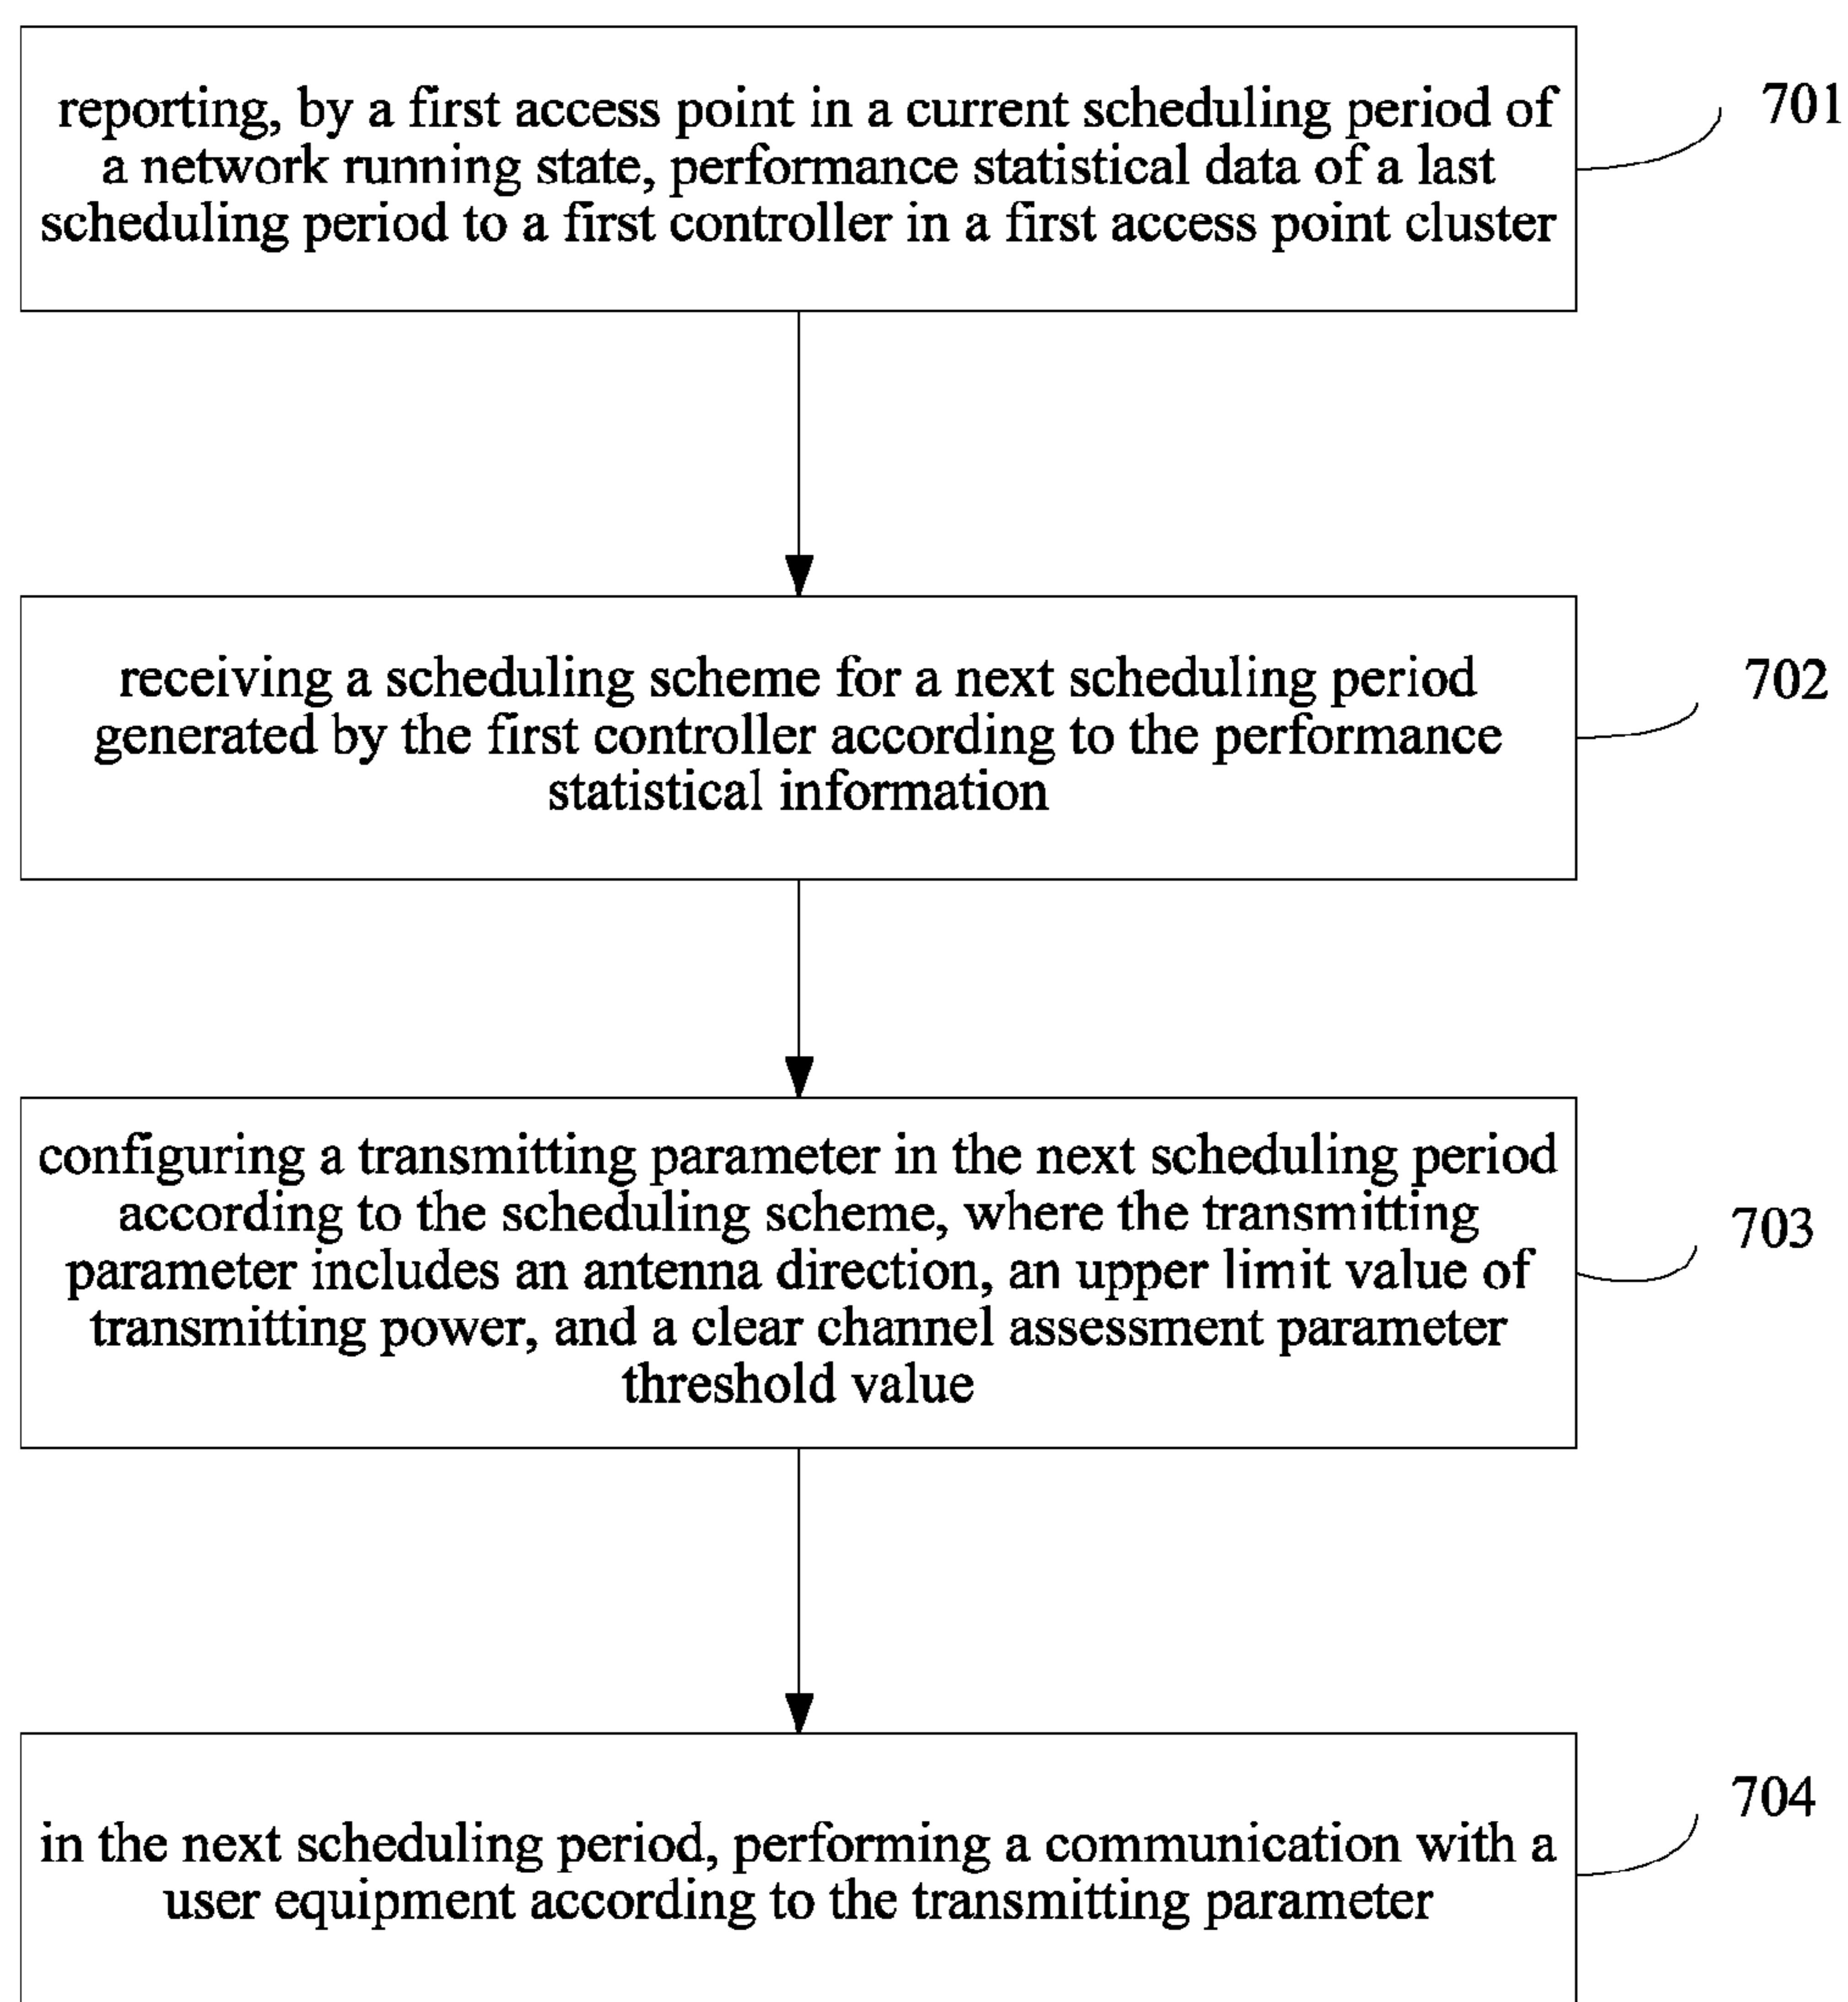 reporting, by a first access point in a current scheduling period of
a network running state, performance statistical data of a last
scheduling period to a first controller in a first access point cluster
701
receiving a scheduling scheme for a next scheduling period
generated by the first controller according to the performance
statistical information
702
configuring a transmitting parameter in the next scheduling period
according to the scheduling scheme, where the transmitting
parameter includes an antenna direction, an upper limit value of
transmitting power, and a clear channel assessment parameter
threshold value
703
in the next scheduling period, performing a communication with a
user equipment according to the transmitting parameter
704